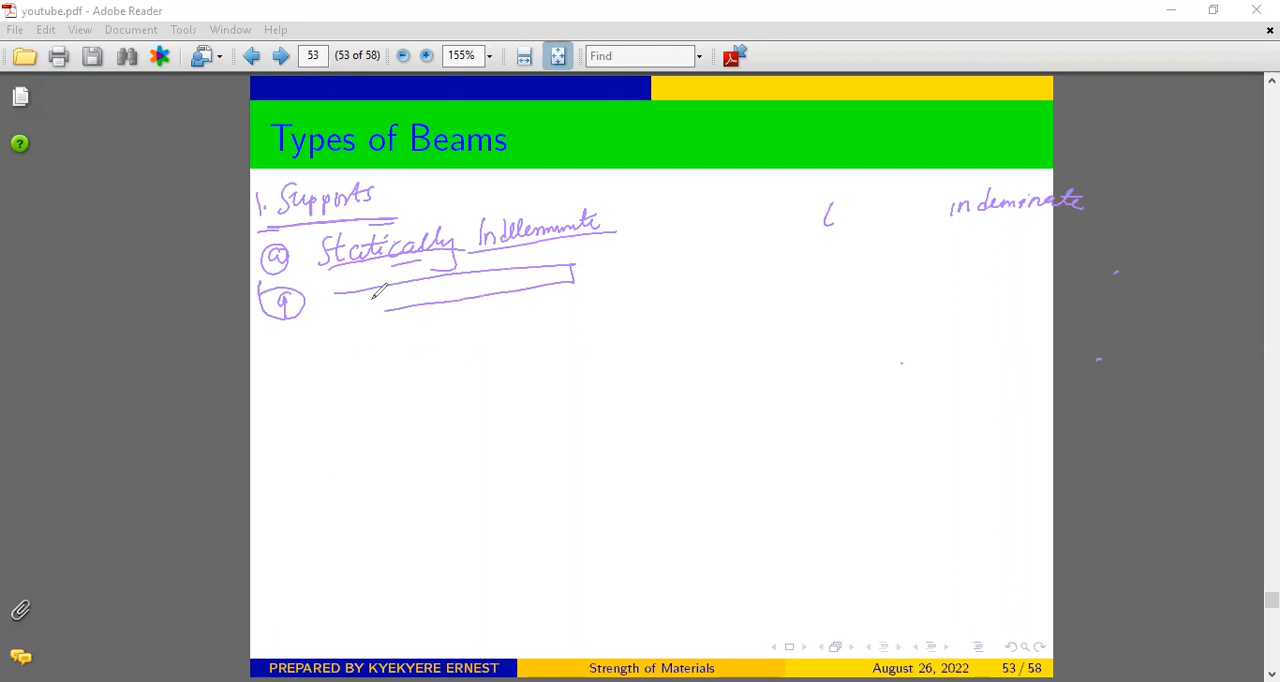 youtube.pdf - Adobe Reader
File Edit View Document Tools Window Help
53 (53 of 58) 155% Find
Types of Beams
1. Supports
indeminate
a Statically
PREPARED BY KYEKYERE ERNEST Strength of Materials August 26, 2022 53 / 58